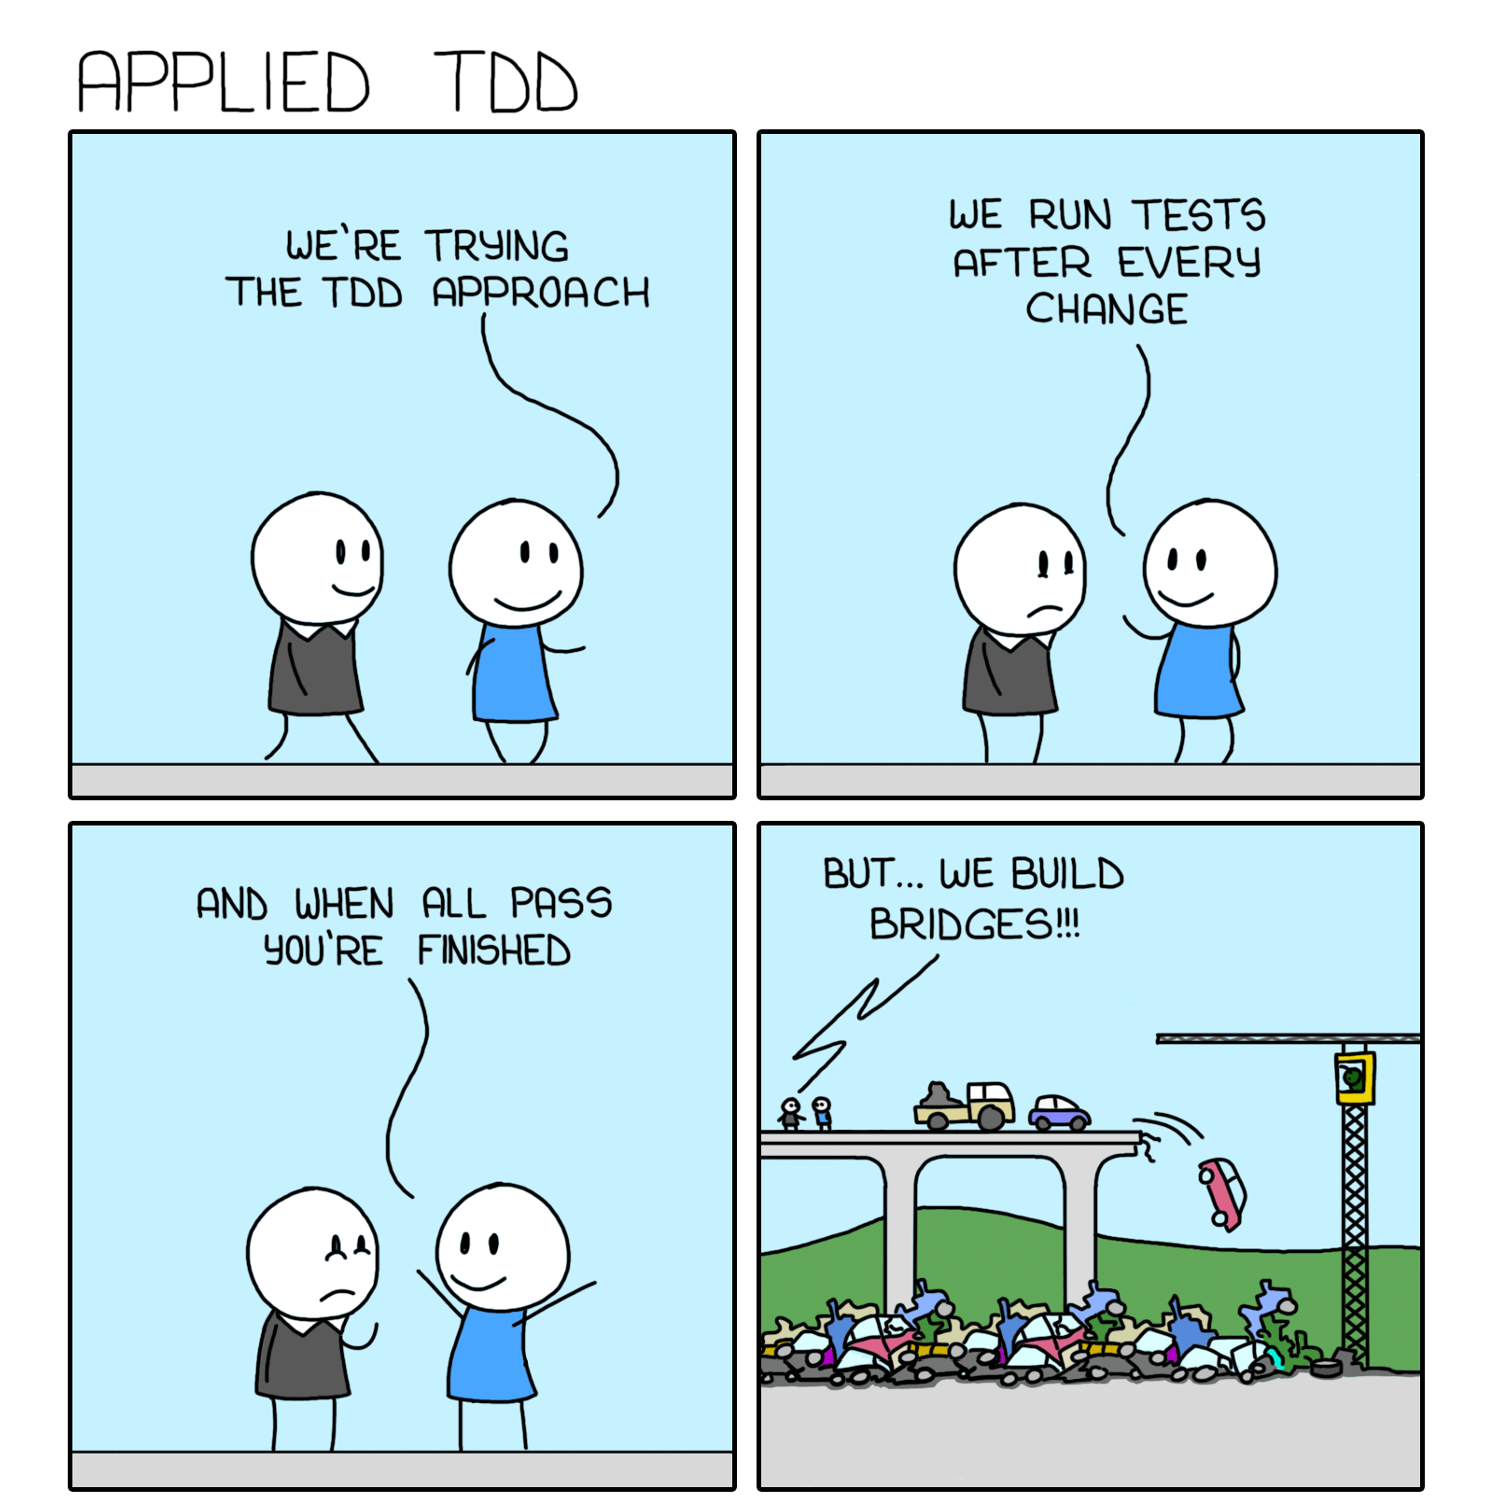 APPLIED TDD
WE'RE TRYING
THE TDD APPROACH
WE RUN TESTS
AFTER EVERY
CHANGE
AND WHEN ALL PASS
YOU'RE FINISHED
BUT... WE BUILD
BRIDGES!!!